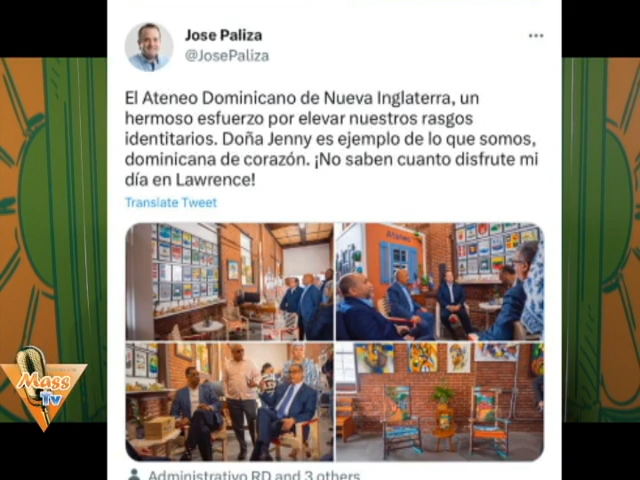 Jose Paliza
@JosePaliza
El Ateneo Dominicano de Nueva Inglaterra, un
hermoso esfuerzo por elevar nuestros rasgos
identitarios. Doña Jenny es ejemplo de lo que somos,
dominicana de corazón. ¡No saben cuanto disfrute mi
día en Lawrence!
Translate Tweet
Ateneo
Mass
Tv
Administrativo RD and 3 others